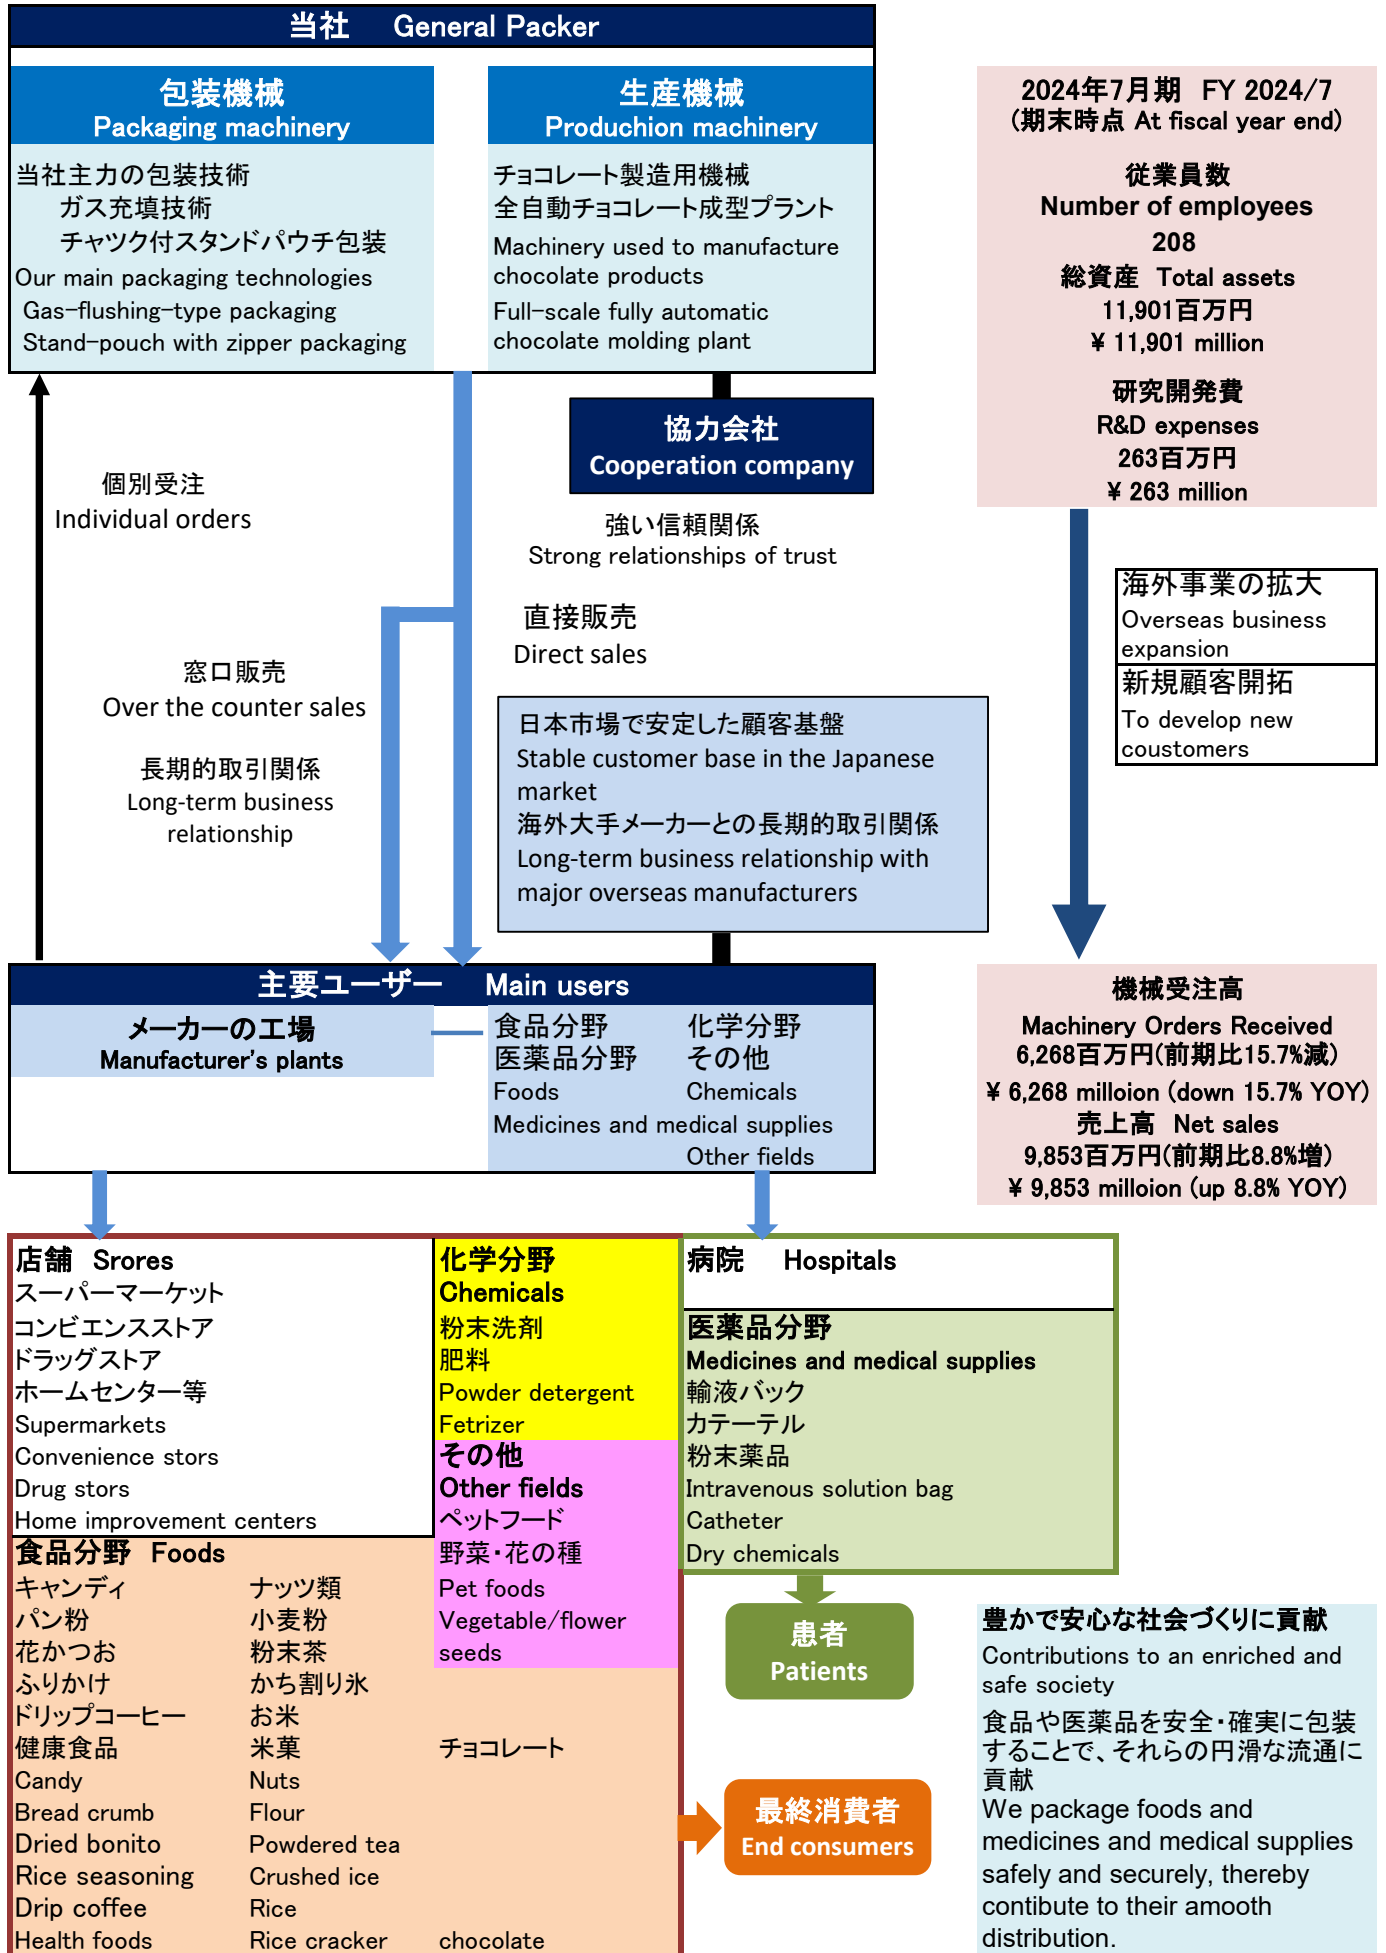 当社 General Packer
包装機械
Packaging machinery
当社主力の包装技術
ガス充填技術
チャツク付スタンドパウチ包装
Our main packaging technologies
Gas-flushing-type packaging
Stand-pouch with zipper packaging
生産機械
Produchion machinery
チョコレート製造用機械
全自動チョコレート成型プラント
Machinery used to manufacture
chocolate products
Full-scale fully automatic
chocolate molding plant
2024年7月期 FY 2024/7
(期末時点 At fiscal year end)
従業員数
Number of employees
208
総資産 Total assets
11,901百万円
¥ 11,901 million
研究開発費
R&D expenses
263百万円
¥ 263 million
協力会社
Cooperation company
個別受注
Individual orders
強い信頼関係
Strong relationships of trust
直接販売
Direct sales
窓口販売
Over the counter sales
長期的取引関係
Long-term business
relationship
海外事業の拡大
Overseas business
expansion
新規顧客開拓
To develop new
coustomers
日本市場で安定した顧客基盤
Stable customer base in the Japanese
market
海外大手メーカーとの長期的取引関係
Long-term business relationship with
major overseas manufacturers
主要ユーザー Main users
メーカーの工場
Manufacturer's plants
食品分野 化学分野
医薬品分野 その他
Foods Chemicals
Medicines and medical supplies
Other fields
機械受注高
Machinery Orders Received
6,268百万円(前期比15.7%減)
¥ 6,268 milloion (down 15.7% YOY)
売上高 Net sales
9,853百万円(前期比8.8%増)
¥ 9,853 milloion (up 8.8% YOY)
店舗 Srores
スーパーマーケット
コンビエンスストア
ドラッグストア
ホームセンター等
Supermarkets
Convenience stors
Drug stors
Home improvement centers
化学分野
Chemicals
粉末洗剤
肥料
Powder detergent
Fetrizer
その他
Other fields
ペットフード
野菜・花の種
Pet foods
Vegetable/flower
seeds
病院 Hospitals
医薬品分野
Medicines and medical supplies
輸液バック
カテーテル
粉末薬品
Intravenous solution bag
Catheter
Dry chemicals
食品分野 Foods
キャンディ ナッツ類
パン粉 小麦粉
花かつお 粉末茶
ふりかけ かち割り氷
ドリップコーヒー お米
健康食品 米菓 チョコレート
Candy Nuts
Bread crumb Flour
Dried bonito Powdered tea
Rice seasoning Crushed ice
Drip coffee Rice
Health foods Rice cracker chocolate
患者
Patients
最終消費者
End consumers
豊かで安心な社会づくりに貢献
Contributions to an enriched and
safe society
食品や医薬品を安全・確実に包装
することで、それらの円滑な流通に
貢献
We package foods and
medicines and medical supplies
safely and securely, thereby
contibute to their amooth
distribution.